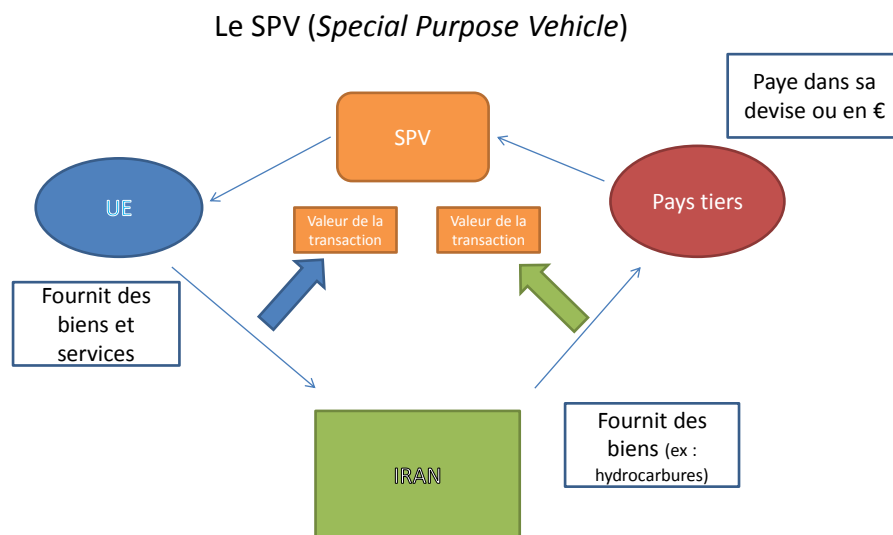 Le SPV (Special Purpose Vehicle)
Paye dans sa
devise ou en €
SPV
UE
Pays tiers
Valeur de la
transaction
Valeur de la
transaction
Fournit des
biens et
services
Fournit des
biens (ex :
hydrocarbures)
IRAN